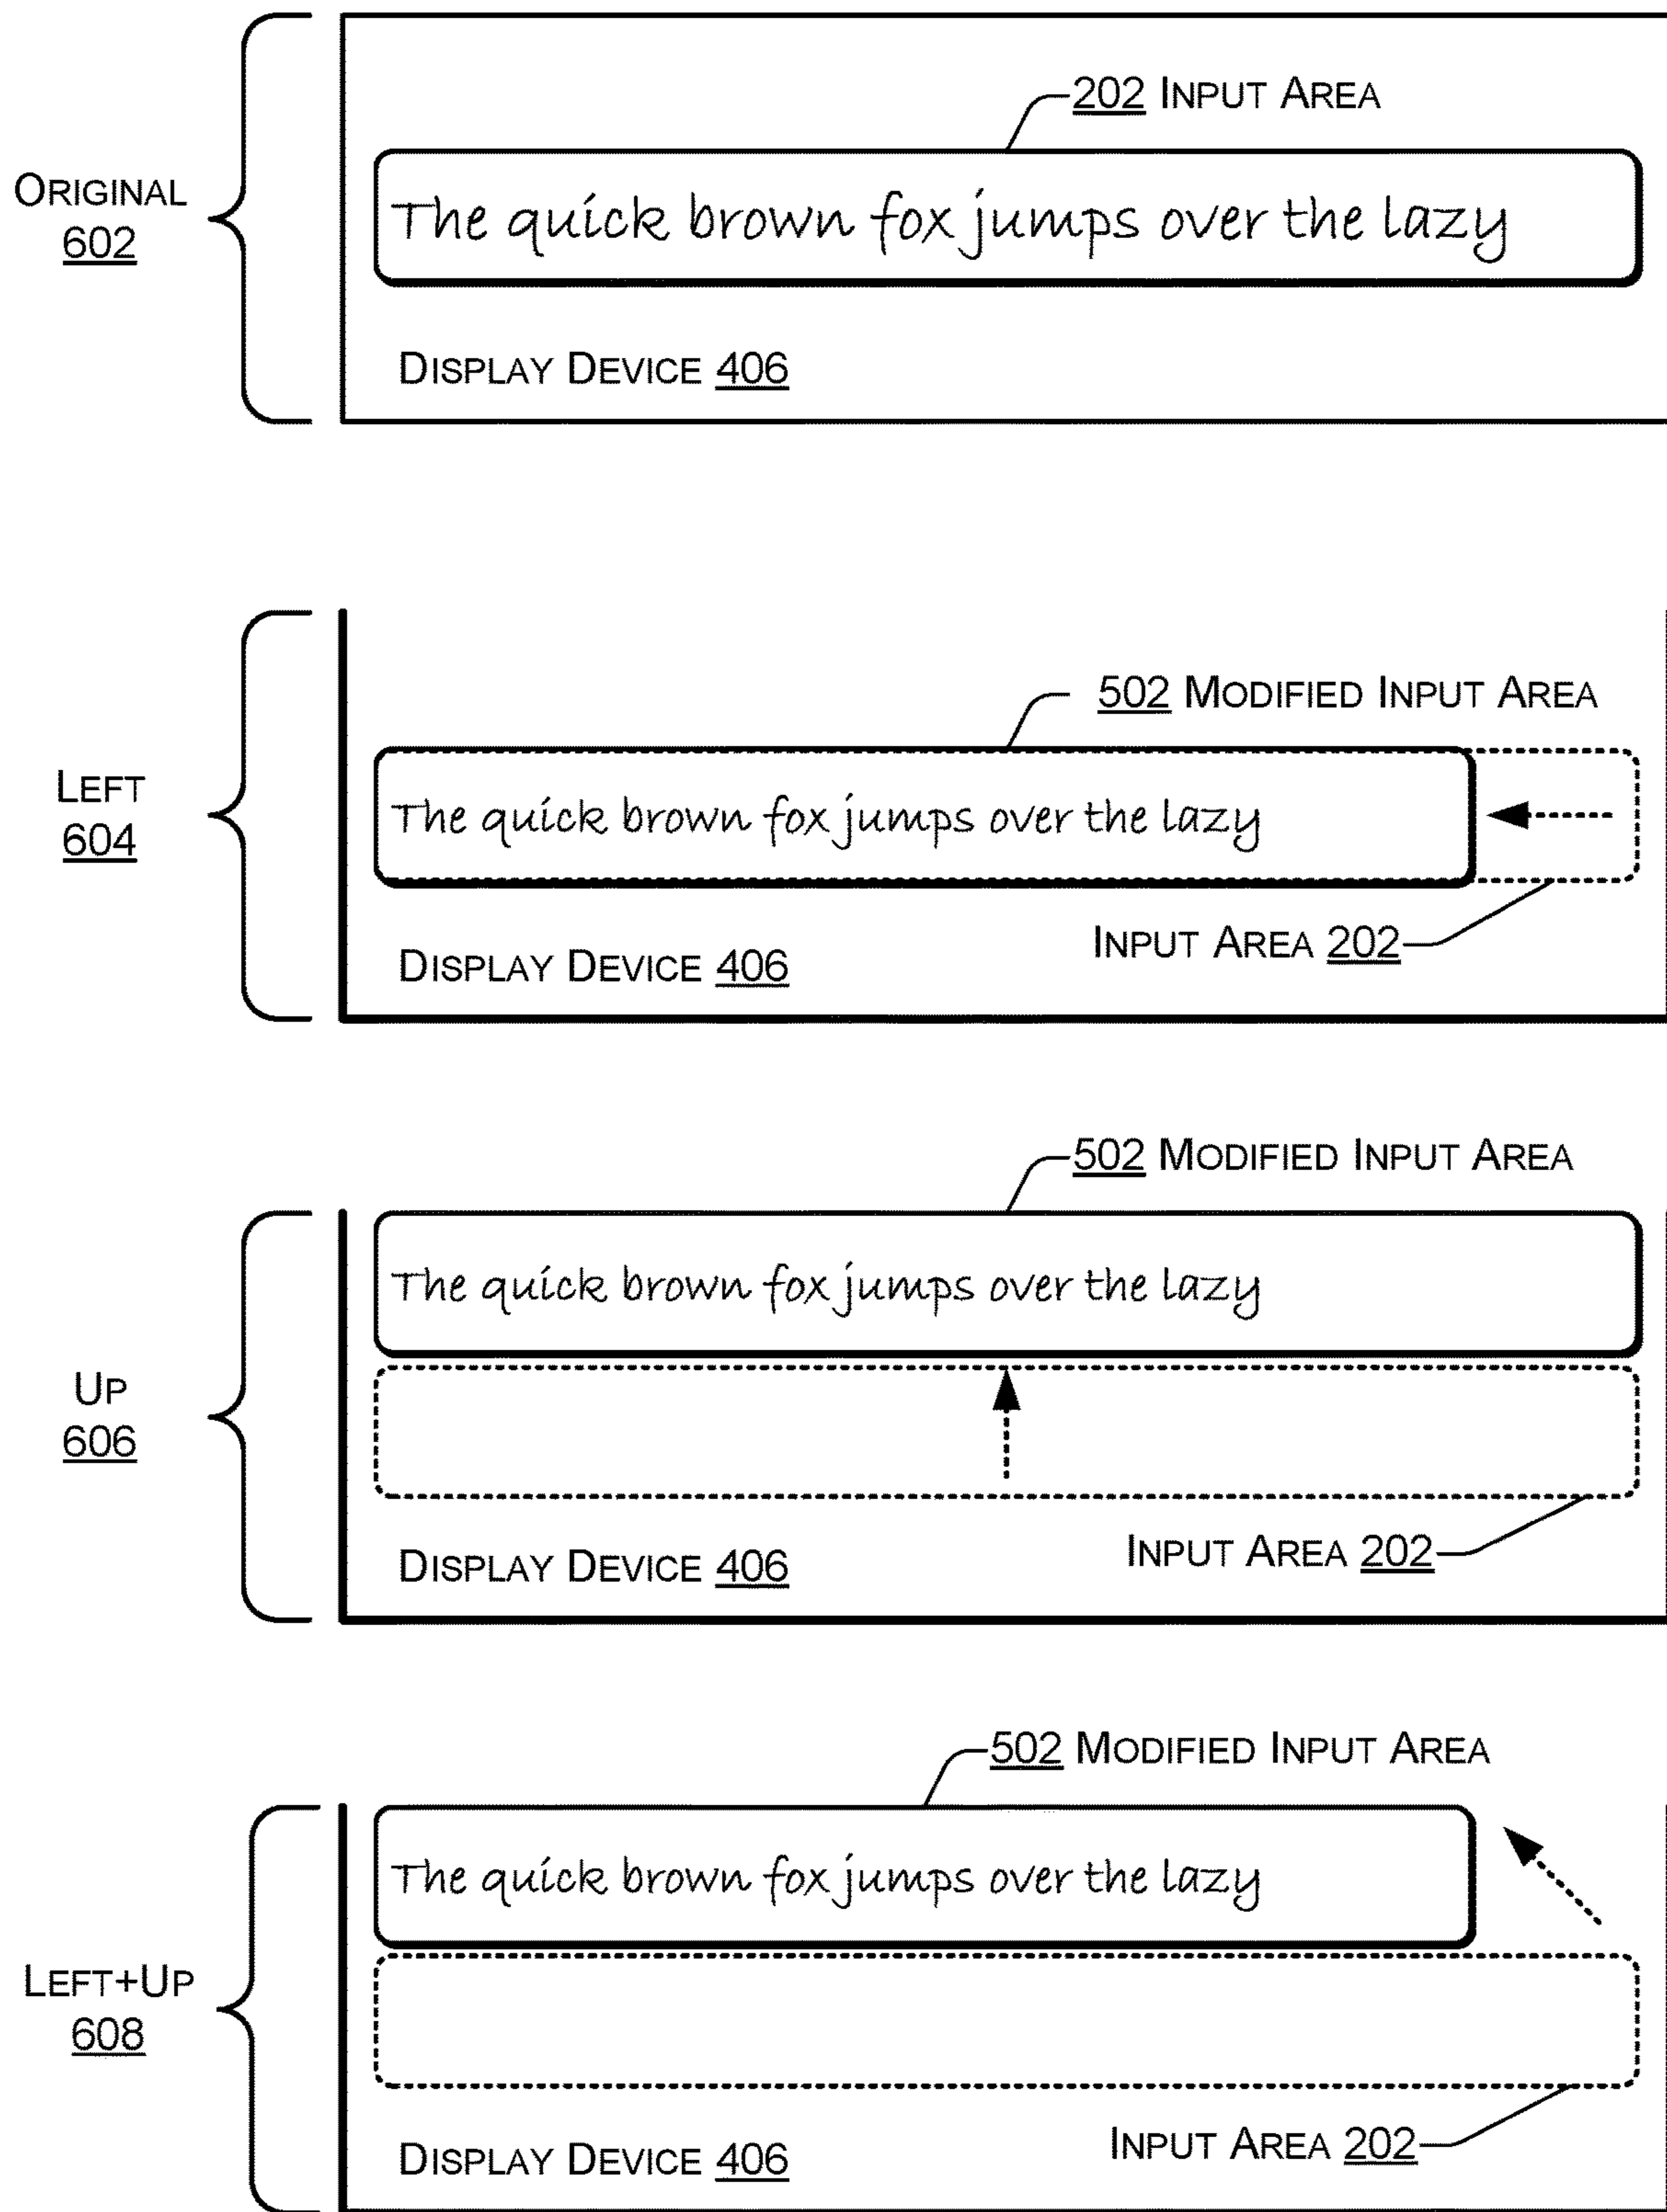 202 INPUT AREA
ORIGINAL
602
The quick brown fox jumps over the lazy
DISPLAY DEVICE 406
502 MODIFIED INPUT AREA
LEFT
604
The quick brown fox jumps over the lazy
INPUT AREA 202
DISPLAY DEVICE 406
502 MODIFIED INPUT AREA
The quick brown fox jumps over the lazy
UP
606
INPUT AREA 202
DISPLAY DEVICE 406
502 MODIFIED INPUT AREA
The quick brown fox jumps over the lazy
LEFT+UP
608
INPUT AREA 202
DISPLAY DEVICE 406